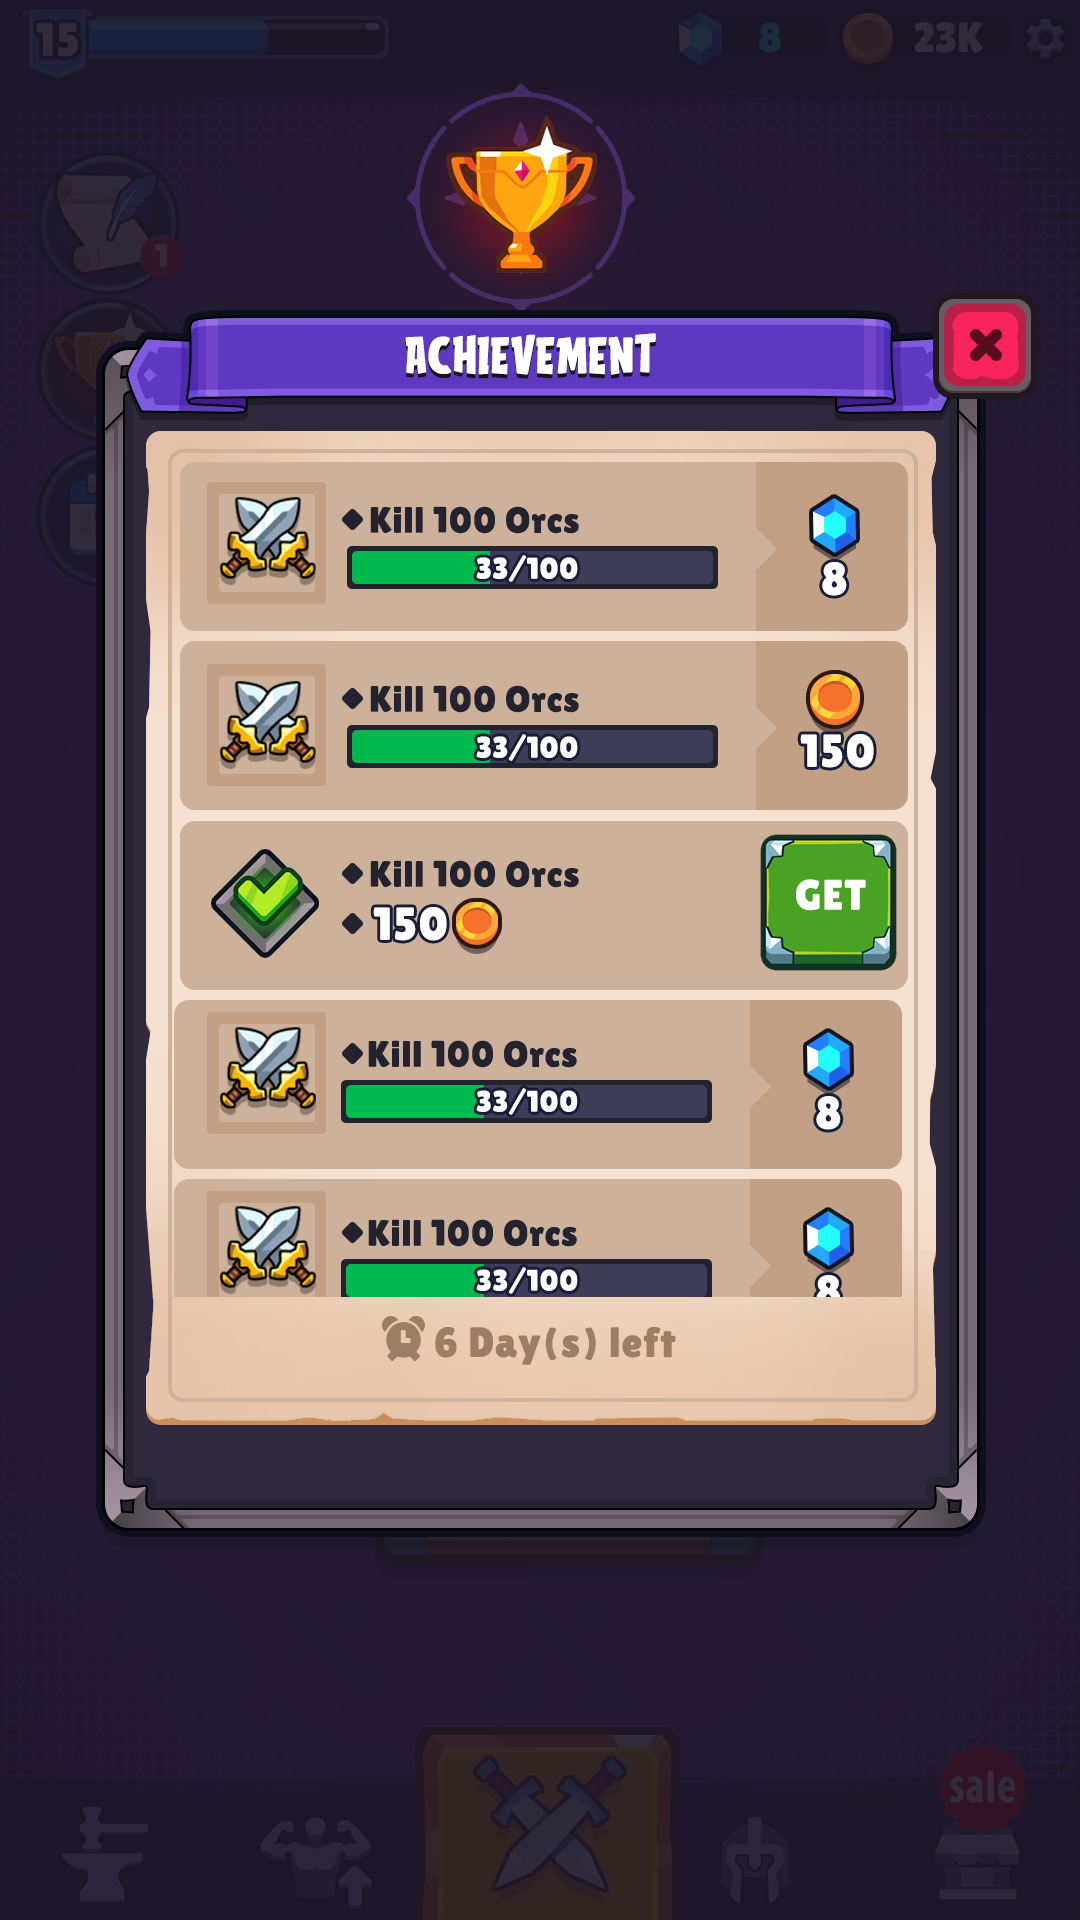 15
8
23K
1
ACHIEVEMENT
Kill 100 Orcs
33/100
8
Kill 100 Orcs
33/100
150
Kill 100 Orcs
150
GET
Kill 100 Orcs
33/100
8
Kill 100 Orcs
33/100
8
6 Day(s) left
sale